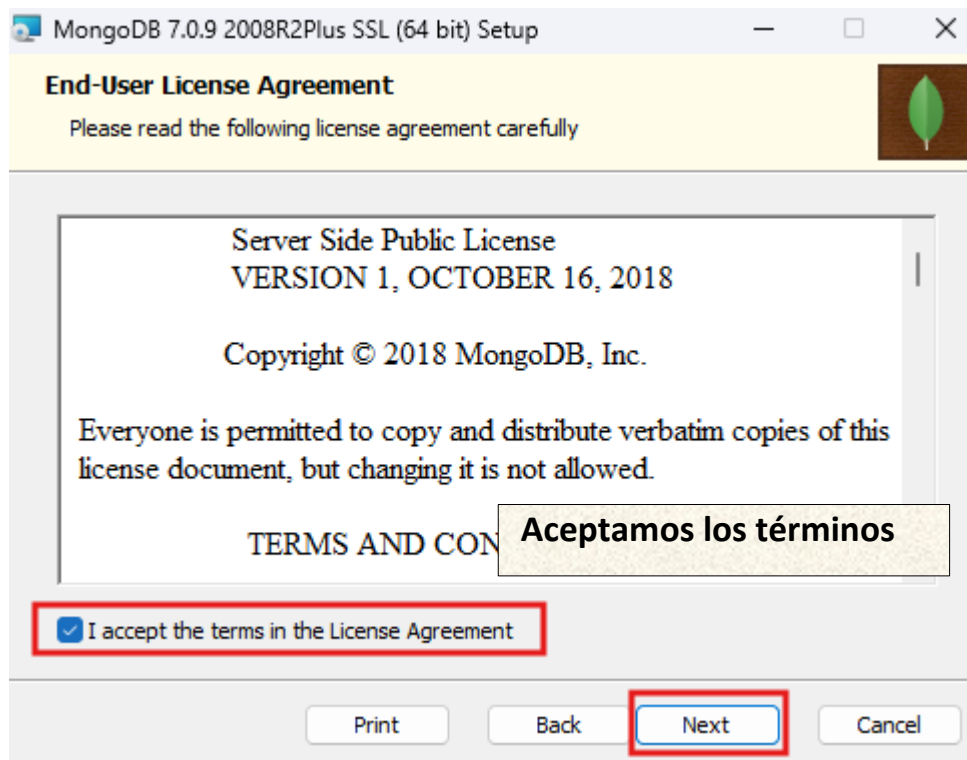 MongoDB 7.0.9 2008R2Plus SSL (64 bit) Setup
End-User License Agreement
Please read the following license agreement carefully
Server Side Public License
VERSION 1, OCTOBER 16, 2018
Copyright © 2018 MongoDB, Inc.
Everyone is permitted to copy and distribute verbatim copies of this
license document, but changing it is not allowed.
TERMS AND CON
Aceptamos los términos
I accept the terms in the License Agreement
Print Back Next Cancel